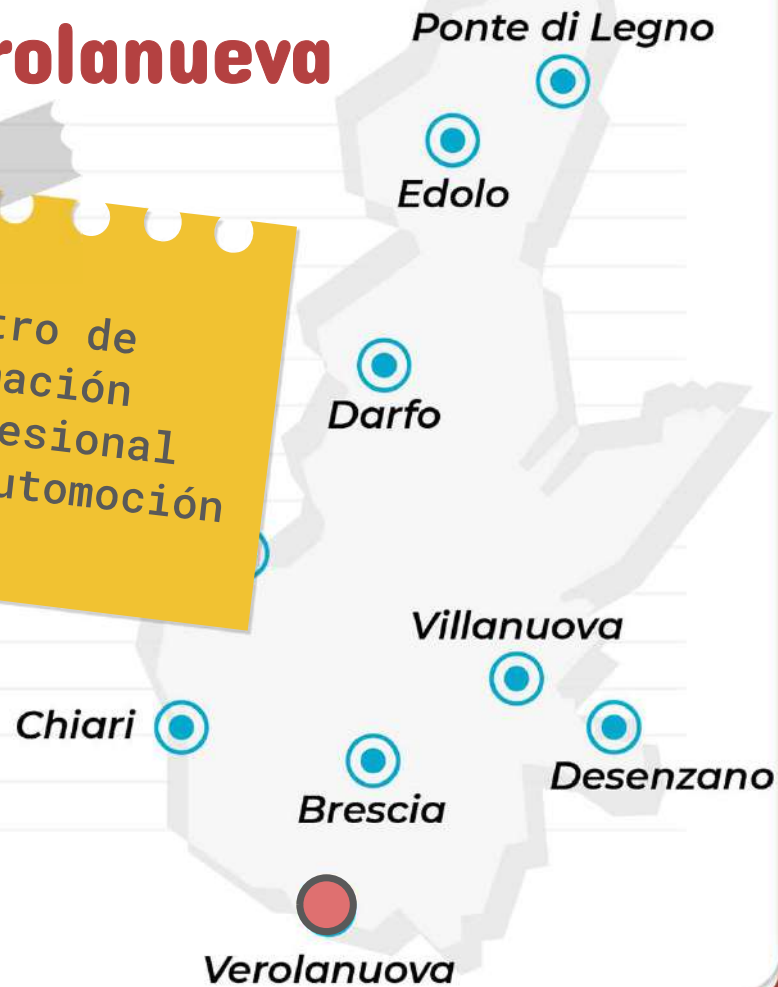 rolanueva
Ponte di Legno
Edolo
tro de
ación
esional
utomoción
Darfo
Villanuova
Chiari
Desenzano
Brescia
Verolanuova